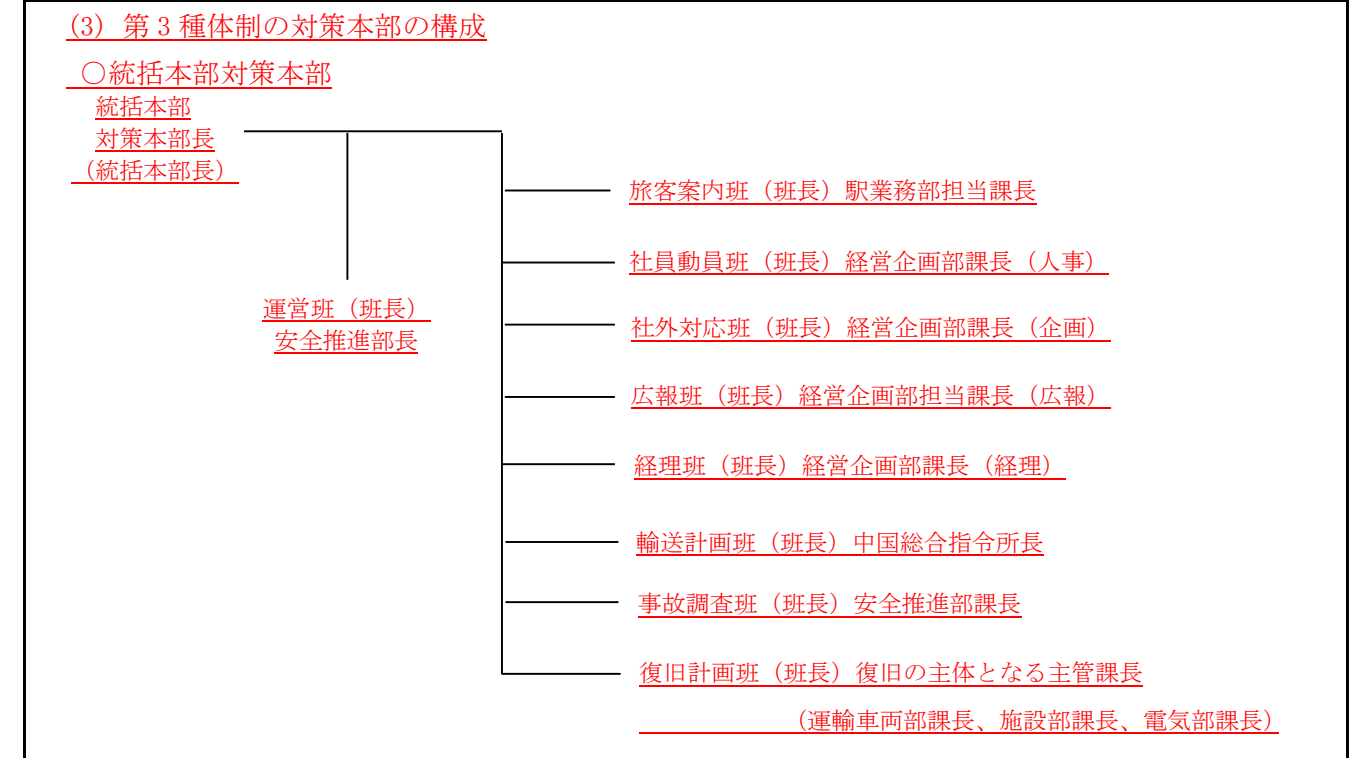 (3) 第3種体制の対策本部の構成
○統括本部対策本部
統括本部
対策本部長
（統括本部長）
旅客案内班（班長）駅業務部担当課長
社員動員班（班長）経営企画部課長（人事）
運営班（班長）
安全推進部長
社外対応班（班長）経営企画部課長（企画）
広報班（班長）経営企画部担当課長（広報）
経理班（班長）経営企画部課長（経理）
輸送計画班（班長）中国総合指令所長
事故調査班（班長）安全推進部課長
復旧計画班（班長）復旧の主体となる主管課長
（運輸車両部課長、施設部課長、電気部課長）